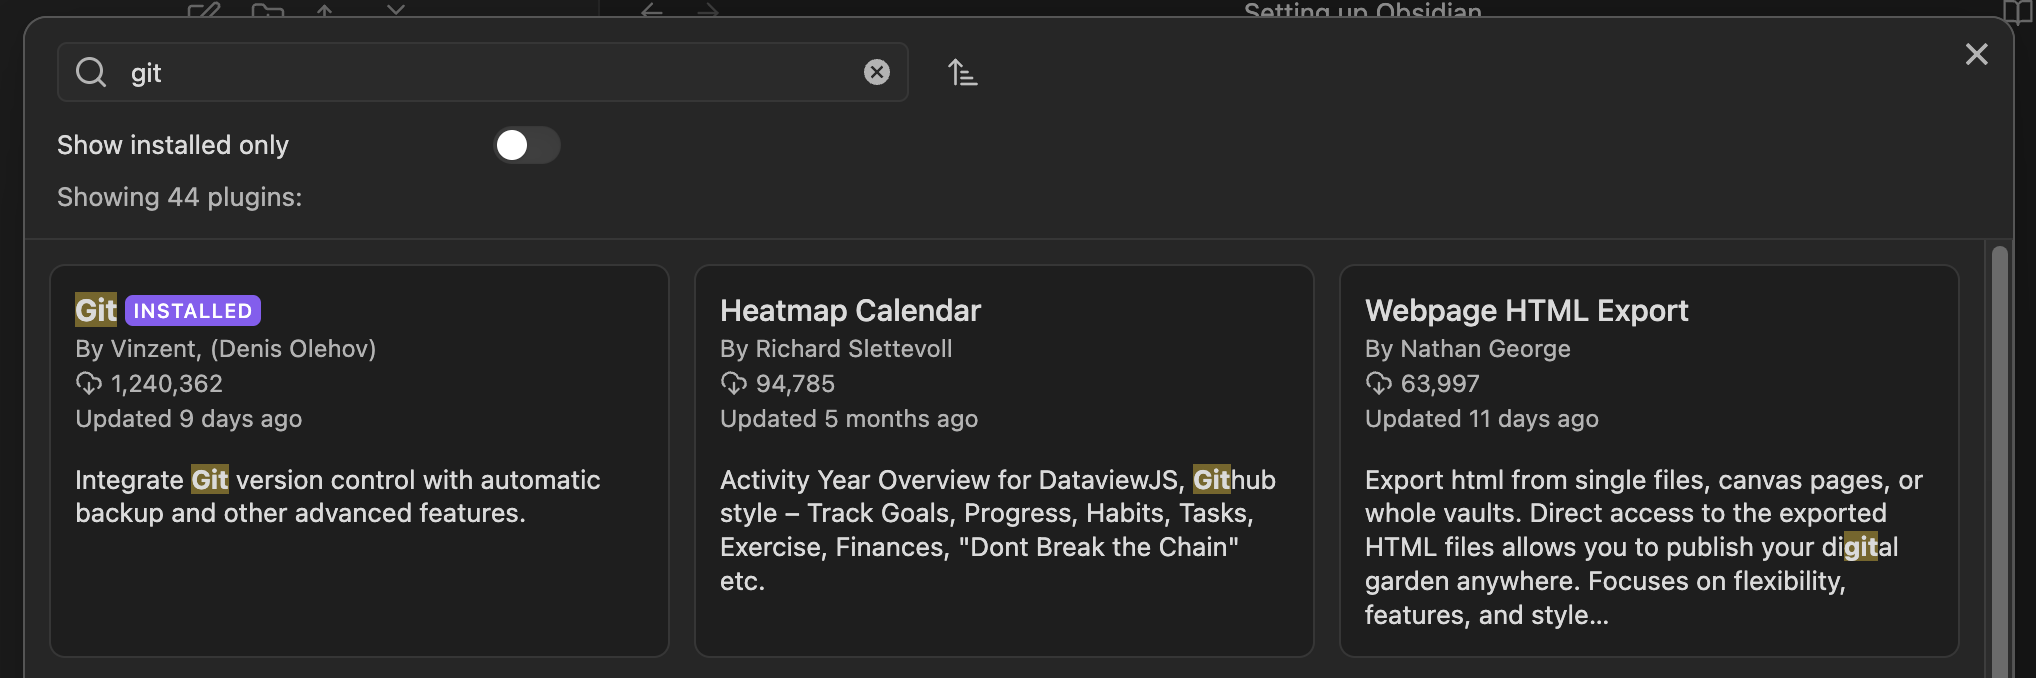 Setting up Obsidian
git
Show installed only
Showing 44 plugins:
Git INSTALLED
By Vinzent, (Denis Olehov)
1,240,362
Updated 9 days ago
Integrate Git version control with automatic
backup and other advanced features.
Heatmap Calendar
By Richard Slettevoll
94,785
Updated 5 months ago
Activity Year Overview for DataviewJS, Github
style – Track Goals, Progress, Habits, Tasks,
Exercise, Finances, "Dont Break the Chain"
etc.
Webpage HTML Export
By Nathan George
63,997
Updated 11 days ago
Export html from single files, canvas pages, or
whole vaults. Direct access to the exported
HTML files allows you to publish your digital
garden anywhere. Focuses on flexibility,
features, and style...